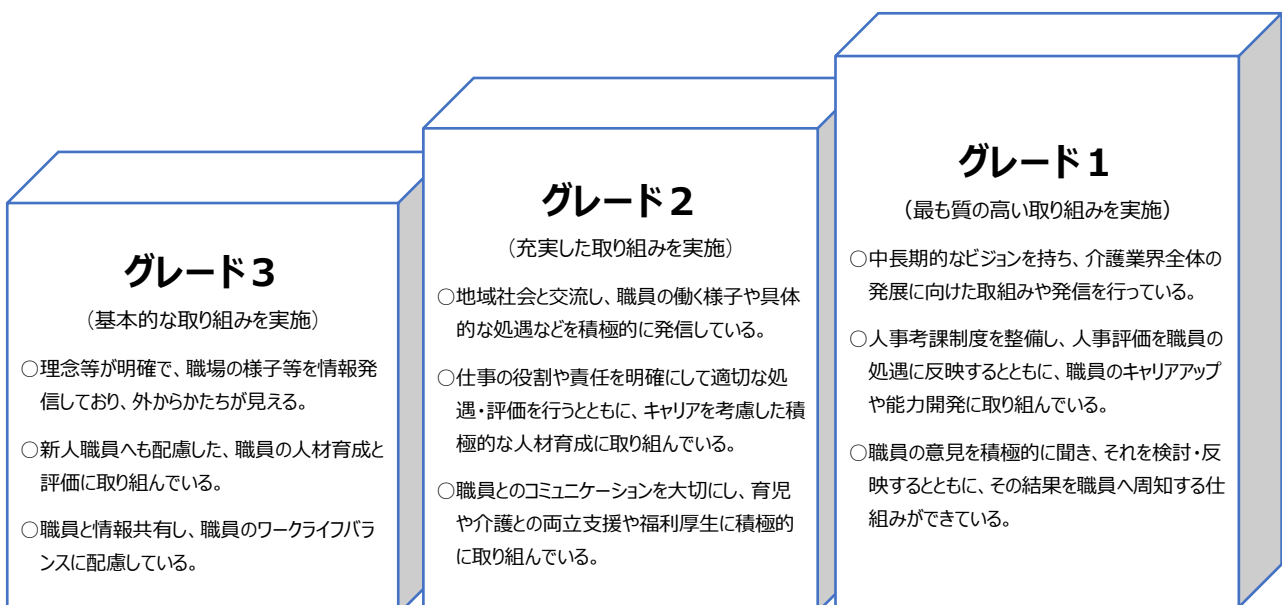 グレード３
（基本的な取り組みを実施）
○理念等が明確で、職場の様子等を情報発
信しており、外からかたちが見える。
○新人職員へも配慮した、職員の人材育成と
評価に取り組んでいる。
○職員と情報共有し、職員のワークライフバラ
ンスに配慮している。
グレード２
（充実した取り組みを実施）
○地域社会と交流し、職員の働く様子や具体
的な処遇などを積極的に発信している。
○仕事の役割や責任を明確にして適切な処
遇・評価を行うとともに、キャリアを考慮した積
極的な人材育成に取り組んでいる。
○職員とのコミュニケーションを大切にし、育児
や介護との両立支援や福利厚生に積極的
に取り組んでいる。
グレード１
（最も質の高い取り組みを実施）
○中長期的なビジョンを持ち、介護業界全体の
発展に向けた取組みや発信を行っている。
○人事考課制度を整備し、人事評価を職員の
処遇に反映するとともに、職員のキャリアアップ
や能力開発に取り組んでいる。
○職員の意見を積極的に聞き、それを検討・反
映するとともに、その結果を職員へ周知する仕
組みができている。